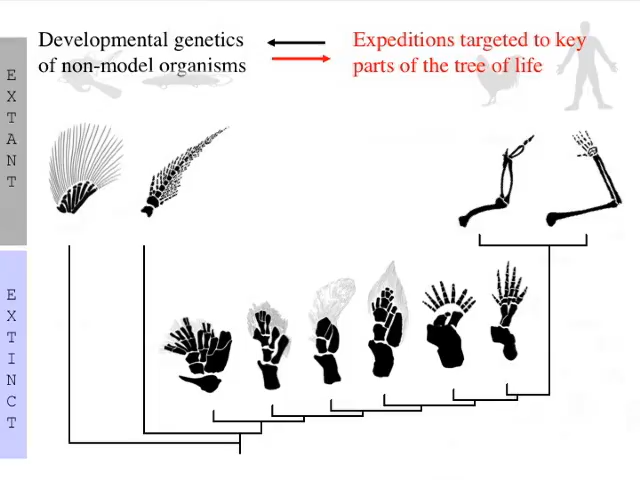 Developmental genetics
of non-model organisms
Expeditions targeted to key
parts of the tree of life
EXTANT
EXTINCT